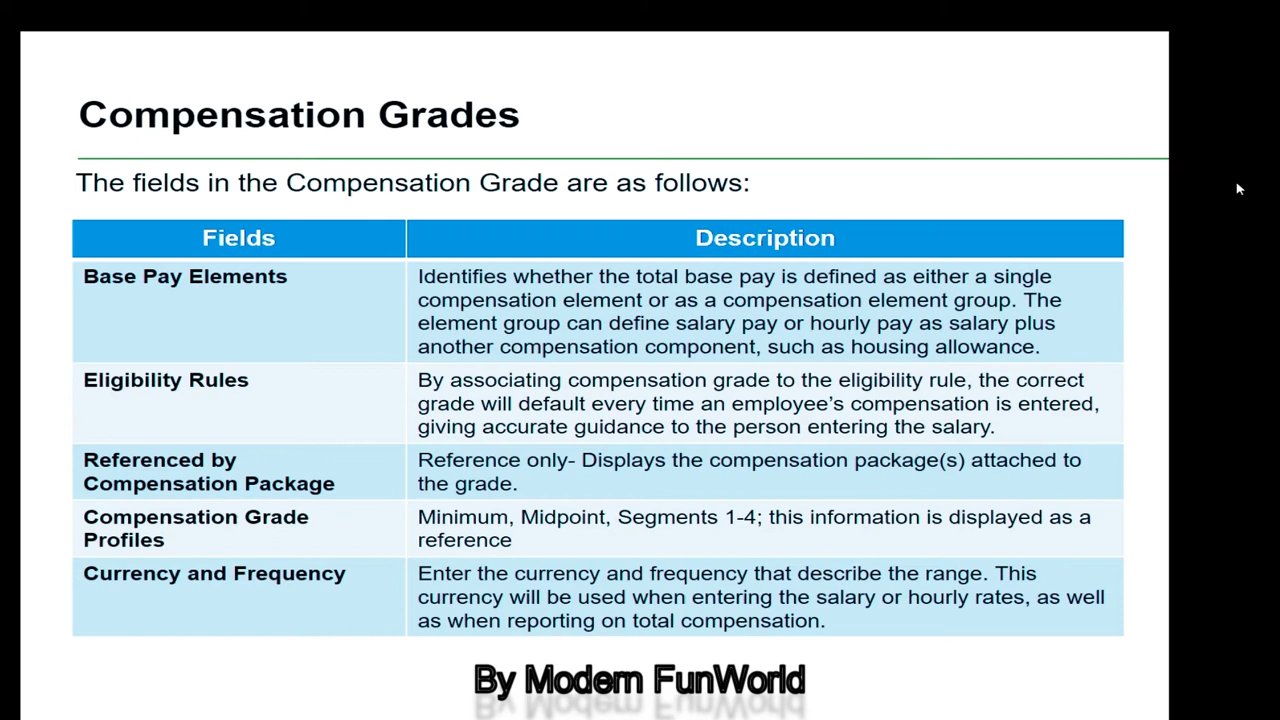 Compensation Grades
The fields in the Compensation Grade are as follows:
Fields
Description
Base Pay Elements
Identifies whether the total base pay is defined as either a single
compensation element or as a compensation element group. The
element group can define salary pay or hourly pay as salary plus
another compensation component, such as housing allowance.
Eligibility Rules
By associating compensation grade to the eligibility rule, the correct
grade will default every time an employee’s compensation is entered,
giving accurate guidance to the person entering the salary.
Referenced by
Compensation Package
Reference only- Displays the compensation package(s) attached to
the grade.
Compensation Grade
Profiles
Minimum, Midpoint, Segments 1-4; this information is displayed as a
reference
Currency and Frequency
Enter the currency and frequency that describe the range. This
currency will be used when entering the salary or hourly rates, as well
as when reporting on total compensation.
By Modern FunWorld